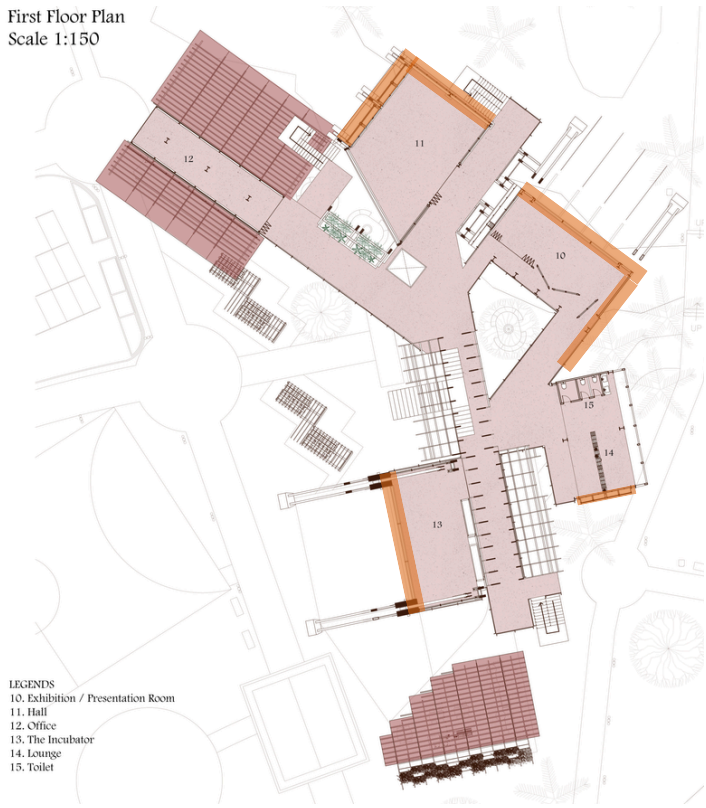 First Floor Plan
Scale 1:150
11
12
10
15
14
13
LEGENDS
10. Exhibition / Presentation Room
11. Hall
12. Office
13. The Incubator
14. Lounge
15. Toilet